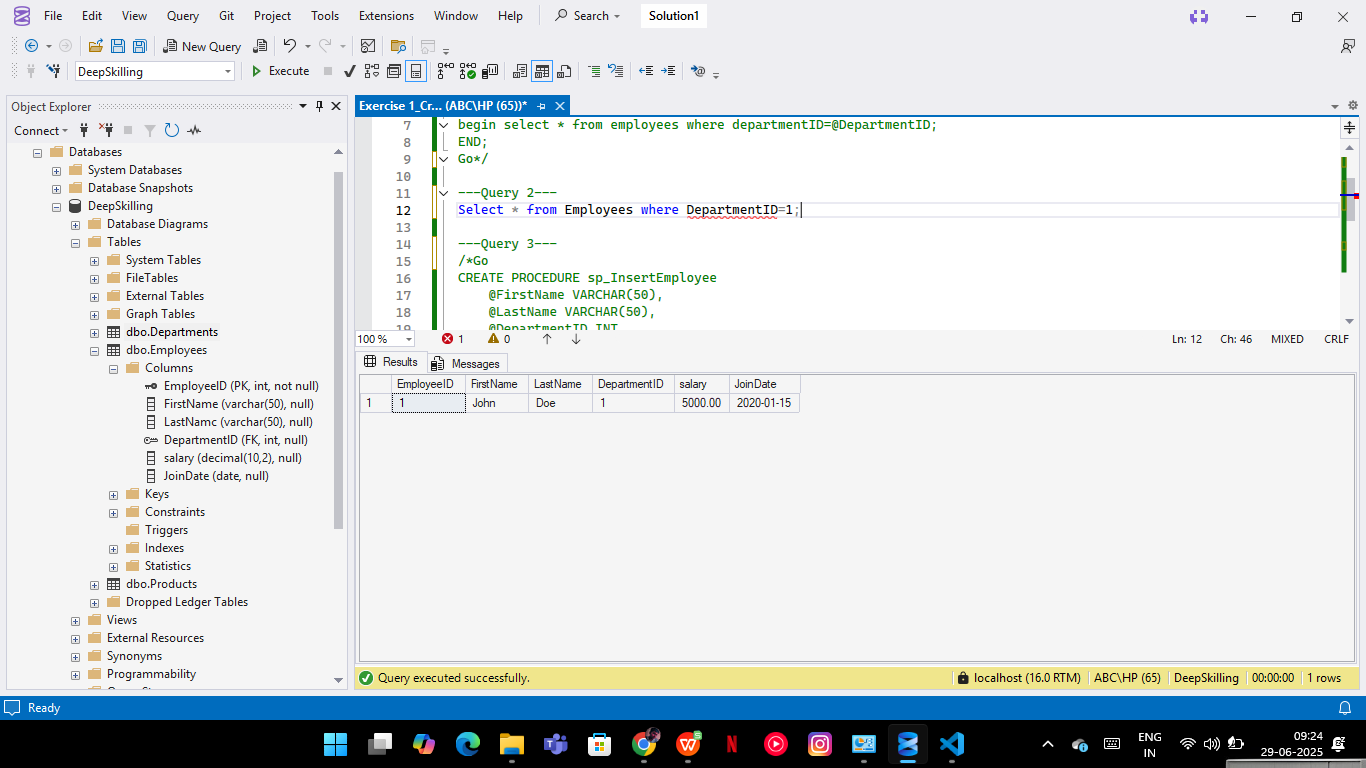 File Edit View Query Git Project Tools Extensions Window Help Search Solution1
New Query
DeepSkilling Execute
Object Explorer
Connect
Databases
System Databases
Database Snapshots
DeepSkilling
Database Diagrams
Tables
System Tables
FileTables
External Tables
Graph Tables
dbo.Departments
dbo.Employees
Columns
EmployeeID (PK, int, not null)
FirstName (varchar(50), null)
LastNamc (varchar(50), null)
DepartmentID (FK, int, null)
salary (decimal(10,2), null)
JoinDate (date, null)
Keys
Constraints
Triggers
Indexes
Statistics
dbo.Products
Dropped Ledger Tables
Views
External Resources
Synonyms
Programmability
Exercise 1_Cr... (ABC\HP (65))*
7 begin select * from employees where departmentID=@DepartmentID;
8 END;
9 Go*/
10
11 ---Query 2---
12 Select * from Employees where DepartmentID=1;
13
14 ---Query 3---
15 /*Go
16 CREATE PROCEDURE sp_InsertEmployee
17 @FirstName VARCHAR(50),
18 @LastName VARCHAR(50),
19 @DepartmentID INT
100 % 1 0 Ln: 12 Ch: 46 MIXED CRLF
Results Messages
EmployeeID FirstName LastName DepartmentID salary JoinDate
1 1 John Doe 1 5000.00 2020-01-15
Query executed successfully. localhost (16.0 RTM) ABC\HP (65) DeepSkilling 00:00:00 1 rows
Ready
ENG
IN
09:24
29-06-2025